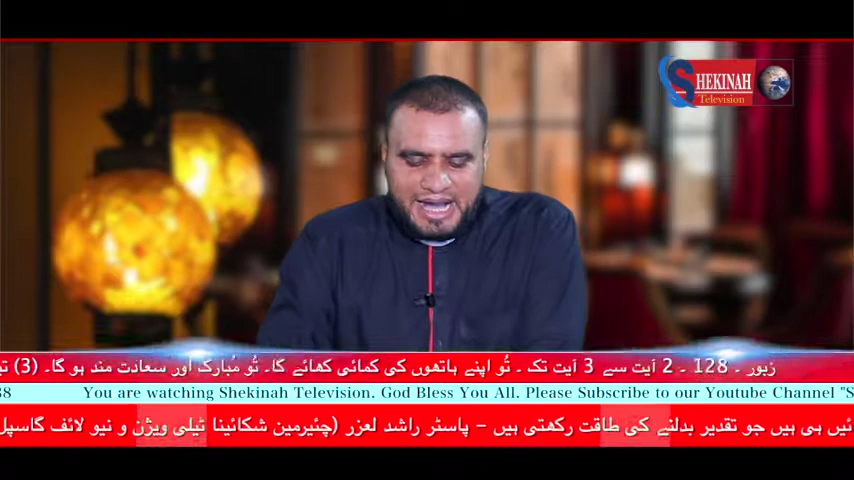 SHEKINAH
Television
زبور ۔ 128 ۔ 2 آیت سے 3 آیت تک ۔ تُو اپنے ہاتھوں کی کمائی کھائے گا۔ تُو مُبارک اور سعادت مند ہو گا۔ (3)
38 You are watching Shekinah Television. God Bless You All. Please Subscribe to our Youtube Channel "S
ئیں ہی ہیں جو تقدیر بدلنے کی طاقت رکھتی ہیں – پاسٹر راشد لعزر (چئیرمین شکائینا ٹیلی ویژن و نیو لائف گاسپل